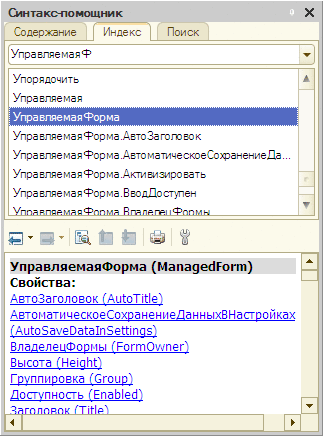 Синтакс-помощник
Содержание Индекс Поиск
УправляемаяФ
Упорядочить
Управляемая
УправляемаяФорма
УправляемаяФорма.АвтоЗаголовок
УправляемаяФорма.АвтоматическоеСохранениеДа...
УправляемаяФорма.Активизировать
УправляемаяФорма.ВводДоступен
УправляемаяФорма.ВладелецФормы
УправляемаяФорма (ManagedForm)
Свойства:
АвтоЗаголовок (AutoTitle)
АвтоматическоеСохранениеДанныхВНастройках
(AutoSaveDataInSettings)
ВладелецФормы (FormOwner)
Высота (Height)
Группировка (Group)
Доступность (Enabled)
Заголовок (Title)